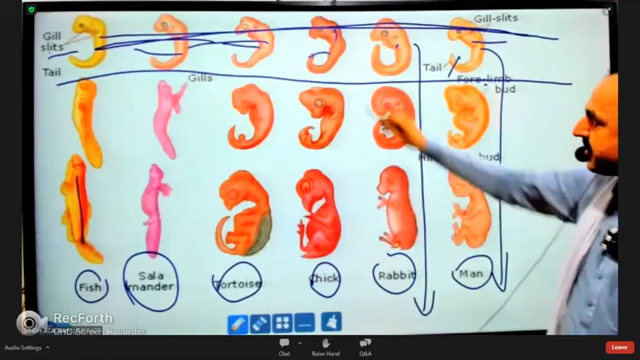 Gill-slits
Gill
slits
Tail
Tail
Gills
Fore-limb
bud
bud
Fish
Sala
mander
Tortoise
Chick
Rabbit
Man
RecForth
UHD Screen Recorder
Audio Settings
Chat
Raise Hand
Q&A
Leave